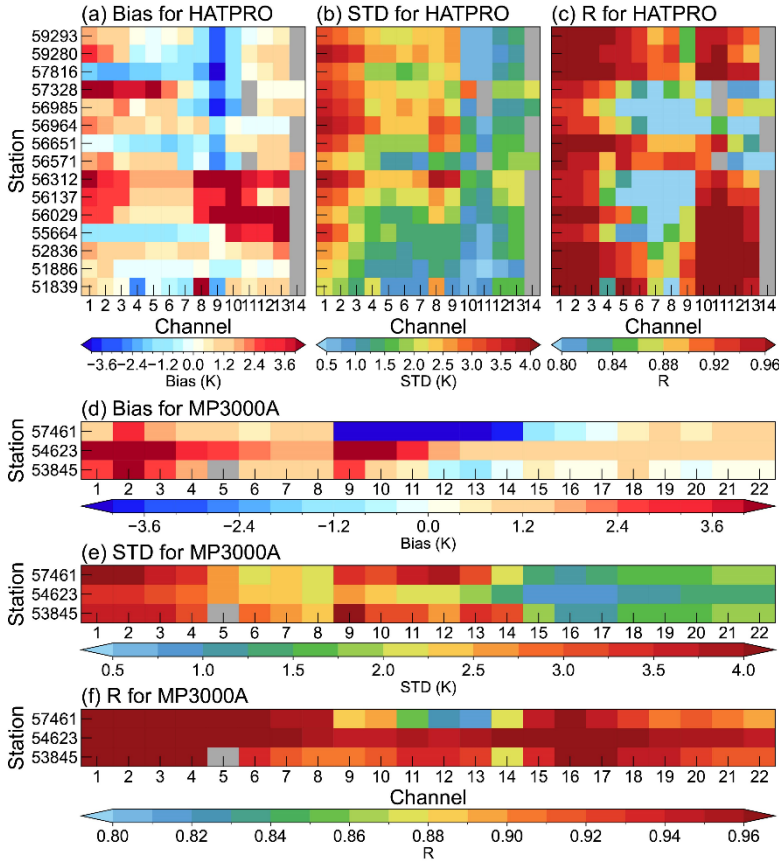 (a) Bias for HATPRO
(b) STD for HATPRO
(c) R for HATPRO
Station
59293
59280
57816
57328
56985
56964
56651
56571
56312
56137
56029
55664
52836
51886
51839
1 2 3 4 5 6 7 8 9 10 11 12 13 14
1 2 3 4 5 6 7 8 9 10 11 12 13 14
1 2 3 4 5 6 7 8 9 10 11 12 13 14
Channel
Channel
Channel
−3.6 −2.4 −1.2 0.0 1.2 2.4 3.6
Bias (K)
0.5 1.0 1.5 2.0 2.5 3.0 3.5 4.0
STD (K)
0.80 0.84 0.88 0.92 0.96
R
(d) Bias for MP3000A
Station
57461
54623
53845
1 2 3 4 5 6 7 8 9 10 11 12 13 14 15 16 17 18 19 20 21 22
−3.6 −2.4 −1.2 0.0 1.2 2.4 3.6
Bias (K)
(e) STD for MP3000A
Station
57461
54623
53845
1 2 3 4 5 6 7 8 9 10 11 12 13 14 15 16 17 18 19 20 21 22
0.5 1.0 1.5 2.0 2.5 3.0 3.5 4.0
STD (K)
(f) R for MP3000A
Station
57461
54623
53845
1 2 3 4 5 6 7 8 9 10 11 12 13 14 15 16 17 18 19 20 21 22
Channel
0.80 0.82 0.84 0.86 0.88 0.90 0.92 0.94 0.96
R